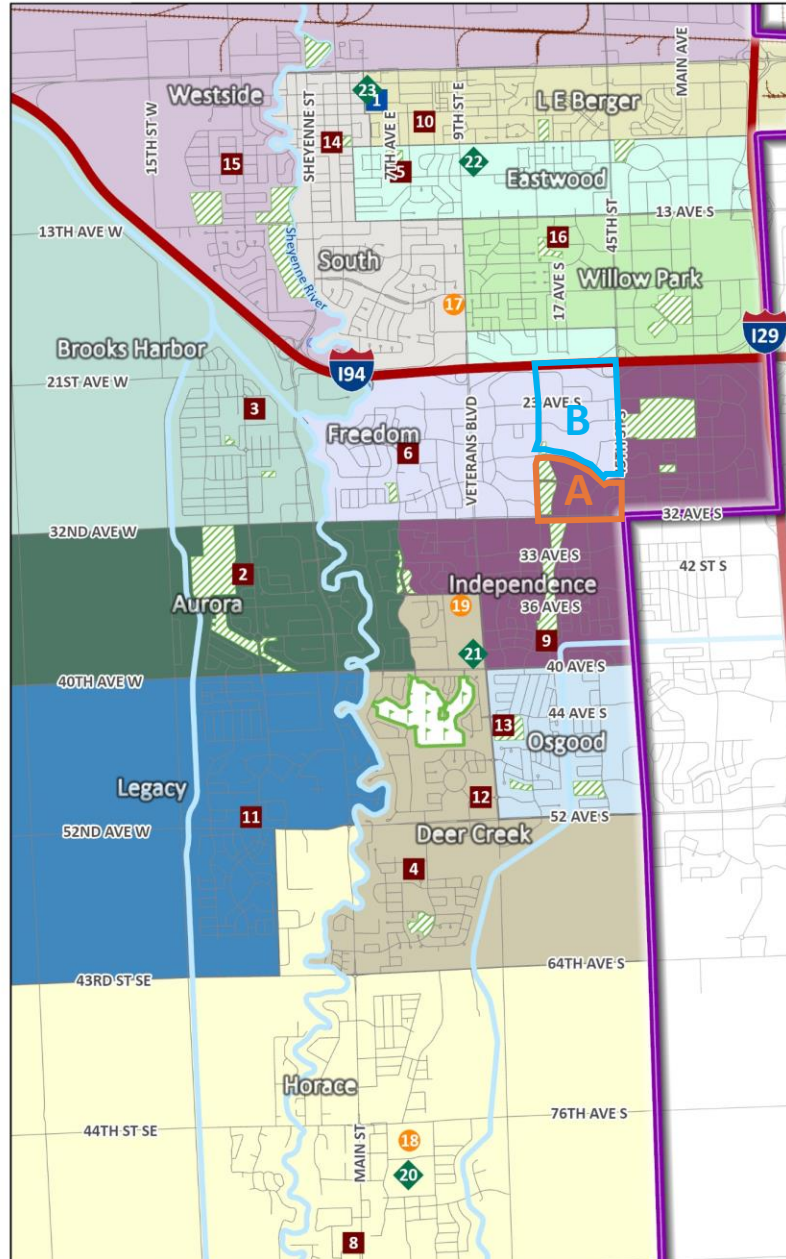 MAIN AVE
23
Westside
1
L E Berger
15TH ST W
SHEYENNE ST
7TH AVE E
9TH ST E
10
14
15
5
22
Eastwood
45TH ST
13 AVE S
13TH AVE W
Sheyenne River
South
16
17 AVE S
Willow Park
17
I29
Brooks Harbor
I94
21ST AVE W
3
Freedom
6
VETERANS BLVD
23 AVE S
B
A
32 AVE S
32ND AVE W
33 AVE S
42 ST S
2
Aurora
Independence
36 AVE S
19
9
21
40 AVE S
40TH AVE W
44 AVE S
13
Osgood
Legacy
12
11
52 AVE S
52ND AVE W
Deer Creek
4
64TH AVE S
43RD ST SE
Horace
76TH AVE S
44TH ST SE
MAIN ST
18
20
8